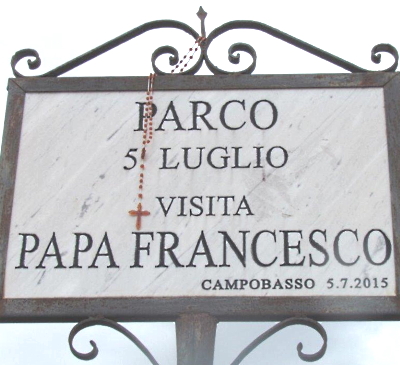 PARCO
5 LUGLIO
VISITA
PAPA FRANCESCO
CAMPOBASSO 5.7.2015